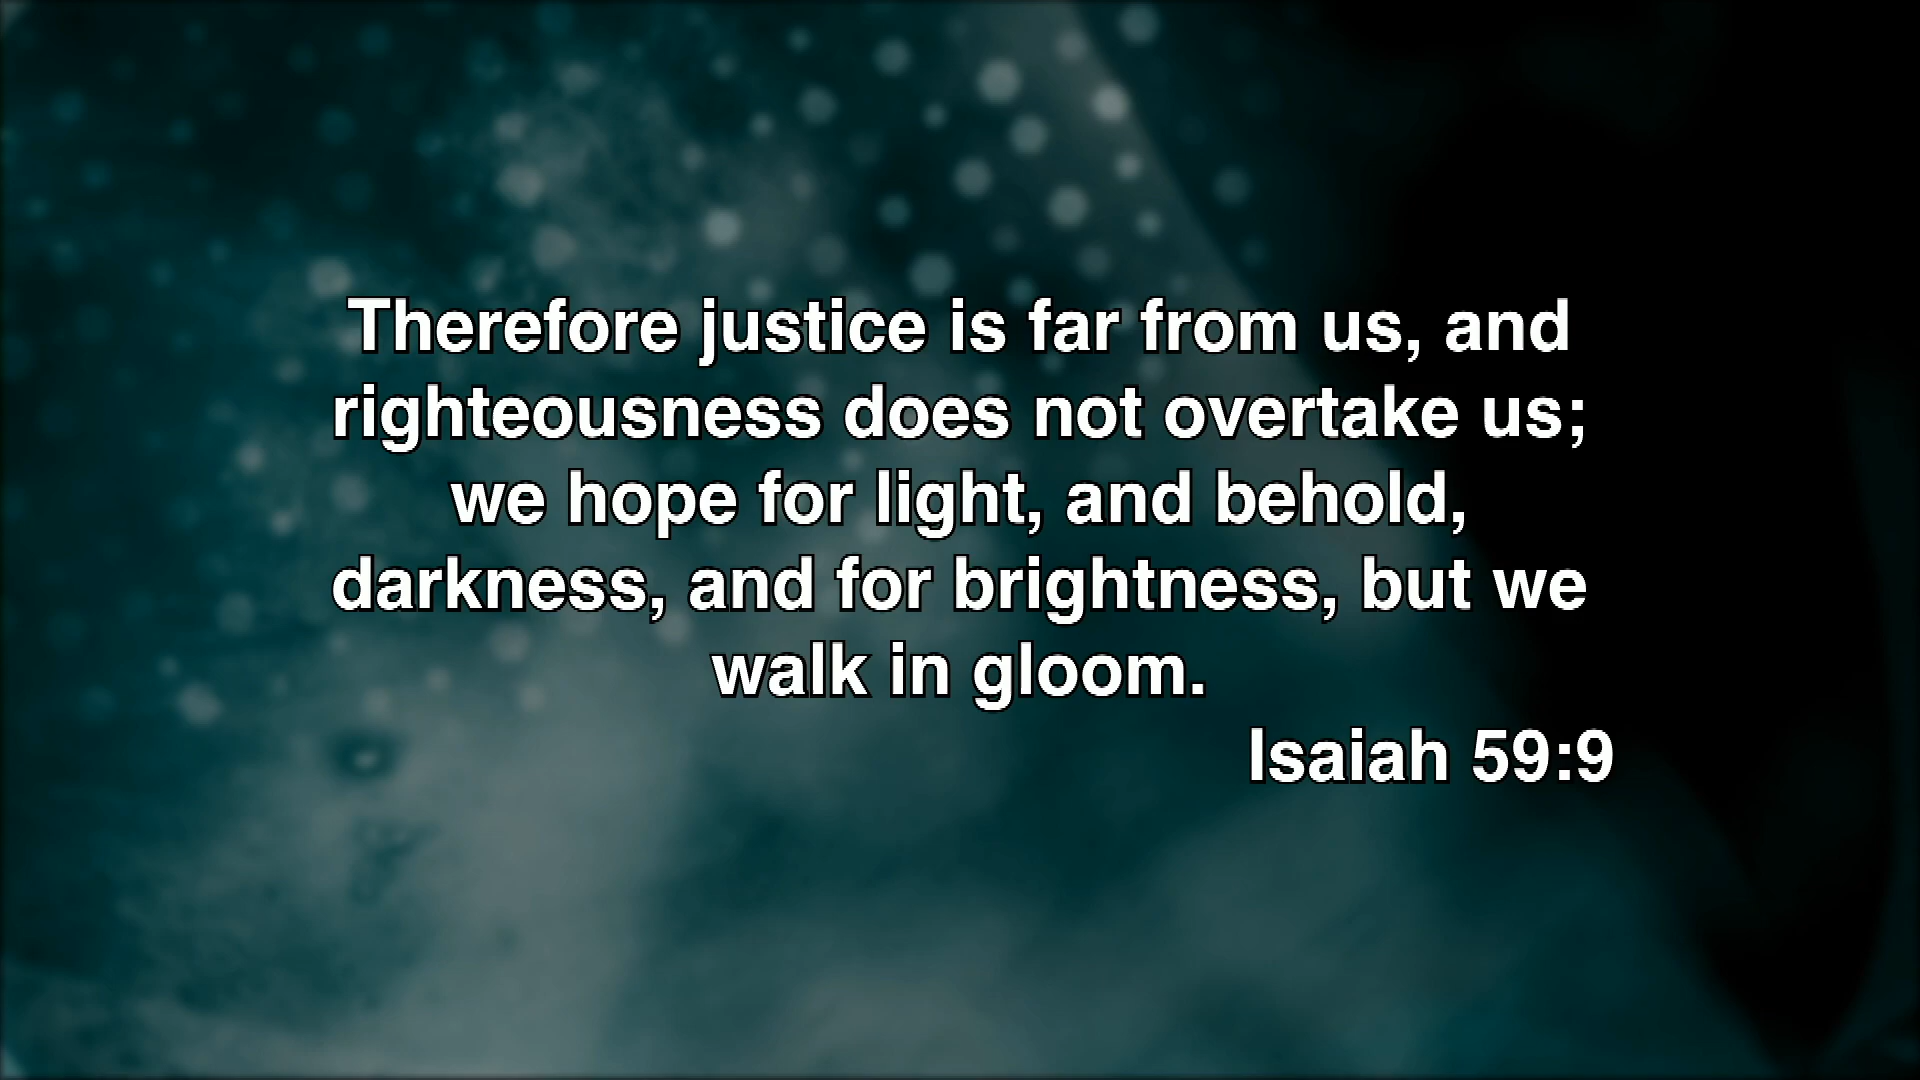 Therefore justice is far from us, and
righteousness does not overtake us;
we hope for light, and behold,
darkness, and for brightness, but we
walk in gloom.
Isaiah 59:9